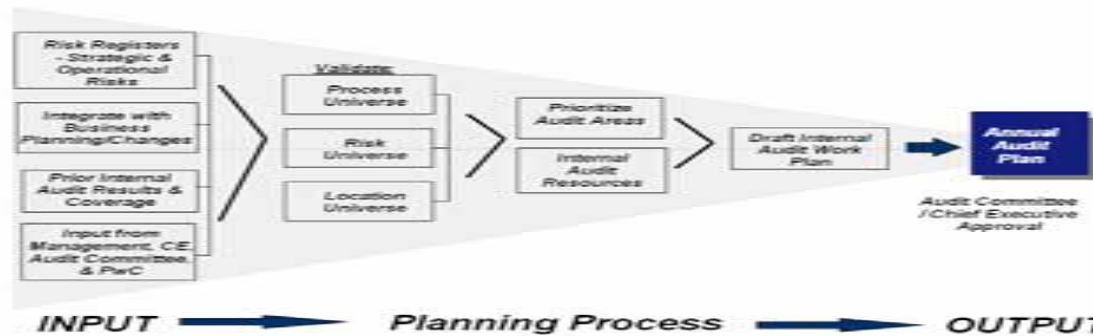 Risk Registers
- Strategic &
Operational
Risks
Integrate with
Business
Planning/Changes
Prior Internal
Audit Results &
Coverage
Input from
Management, CE,
Audit Committee,
& PwC
Validate:
Process
Universe
Risk
Universe
Location
Universe
Prioritize
Audit Areas
Internal
Audit
Resources
Draft Internal
Audit Work
Plan
Annual
Audit
Plan
Audit Committee
/ Chief Executive
Approval
INPUT
Planning Process
OUTPUT